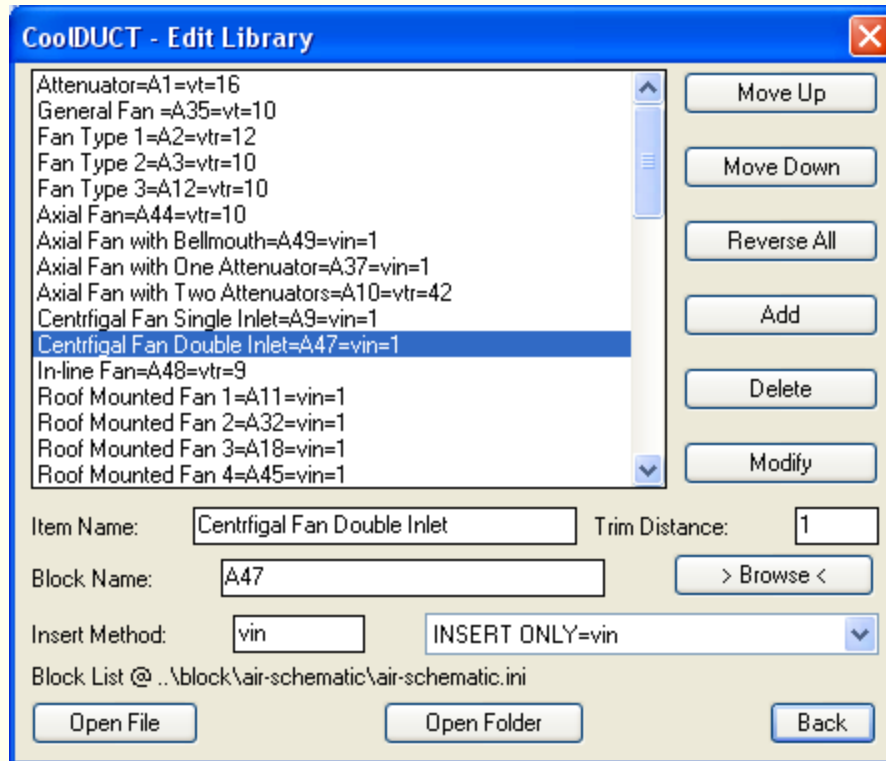 CoolDUCT - Edit Library
Attenuator=A1=vt=16
General Fan =A35=vt=10
Fan Type 1=A2=vtr=12
Fan Type 2=A3=vtr=10
Fan Type 3=A12=vtr=10
Axial Fan=A44=vtr=10
Axial Fan with Bellmouth=A49=vin=1
Axial Fan with One Attenuator=A37=vin=1
Axial Fan with Two Attenuators=A10=vtr=42
Centrfigal Fan Single Inlet=A9=vin=1
Centrfigal Fan Double Inlet=A47=vin=1
In-line Fan=A48=vtr=9
Roof Mounted Fan 1=A11=vin=1
Roof Mounted Fan 2=A32=vin=1
Roof Mounted Fan 3=A18=vin=1
Roof Mounted Fan 4=A45=vin=1
Move Up
Move Down
Reverse All
Add
Delete
Modify
Item Name: Centrfigal Fan Double Inlet Trim Distance: 1
Block Name: A47 > Browse <
Insert Method: vin INSERT ONLY=vin
Block List @ ..\block\air-schematic\air-schematic.ini
Open File Open Folder Back